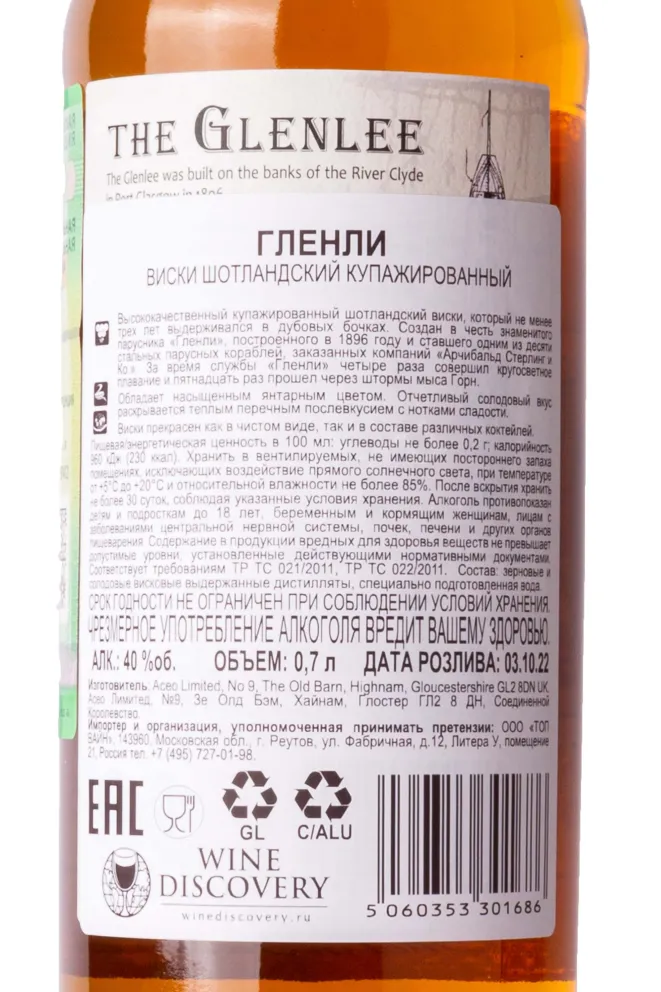 THE GLENLEE
The Glenlee was built on the banks of the River Clyde
in Port Glasgow in 1896
ГЛЕНЛИ
ВИСКИ ШОТЛАНДСКИЙ КУПАЖИРОВАННЫЙ
Высококачественный купажированный шотландский виски, который не менее
трех лет выдерживался в дубовых бочках. Создан в честь знаменитого
парусника «Гленли», построенного в 1896 году и ставшего одним из десяти
стальных парусных кораблей, заказанных компаний «Арчибальд Стерлинг и
Ко». За время службы «Гленли» четыре раза совершил кругосветное
плавание и пятнадцать раз прошел через штормы мыса Горн.
Обладает насыщенным янтарным цветом. Отчетливый солодовый вкус
раскрывается теплым перечным послевкусием с нотками сладости.
Виски прекрасен как в чистом виде, так и в составе различных коктейлей.
Пищевая/энергетическая ценность в 100 мл: углеводы не более 0,2 г; калорийность
960 кДж (230 ккал). Хранить в вентилируемых, не имеющих постороннего запаха
помещениях, исключающих воздействие прямого солнечного света, при температуре
от +5°С до +20°С и относительной влажности не более 85%. После вскрытия хранить
не более 30 суток, соблюдая указанные условия хранения. Алкоголь противопоказан
детям и подросткам до 18 лет, беременным и кормящим женщинам, лицам с
заболеваниями центральной нервной системы, почек, печени и других органов
пищеварения. Содержание в продукции вредных для здоровья веществ не превышает
допустимые уровни, установленные действующими нормативными документами.
Соответствует требованиям ТР ТС 021/2011, ТР ТС 022/2011. Состав: зерновые и
солодовые висковые выдержанные дистилляты, специально подготовленная вода.
СРОК ГОДНОСТИ НЕ ОГРАНИЧЕН ПРИ СОБЛЮДЕНИИ УСЛОВИЙ ХРАНЕНИЯ.
ЧРЕЗМЕРНОЕ УПОТРЕБЛЕНИЕ АЛКОГОЛЯ ВРЕДИТ ВАШЕМУ ЗДОРОВЬЮ.
АЛК.: 40 %об. ОБЪЕМ: 0,7 л ДАТА РОЗЛИВА: 03.10.22
Изготовитель: Aceo Limited, No 9, The Old Barn, Highnam, Gloucestershire GL2 8DN UK.
Асео Лимитед, №9, Зе Олд Бэм, Хайнам, Глостер ГЛ2 8 ДН, Соединенной
Королевство.
Импортер и организация, уполномоченная принимать претензии: ООО «ТОП
ВАЙН», 143960, Московская обл., г. Реутов, ул. Фабричная, д.12, Литера У, помещение
21, Россия тел. +7 (495) 727-01-98.
EAC
GL C/ALU
WINE
DISCOVERY
winediscovery.ru
5 060353 301686